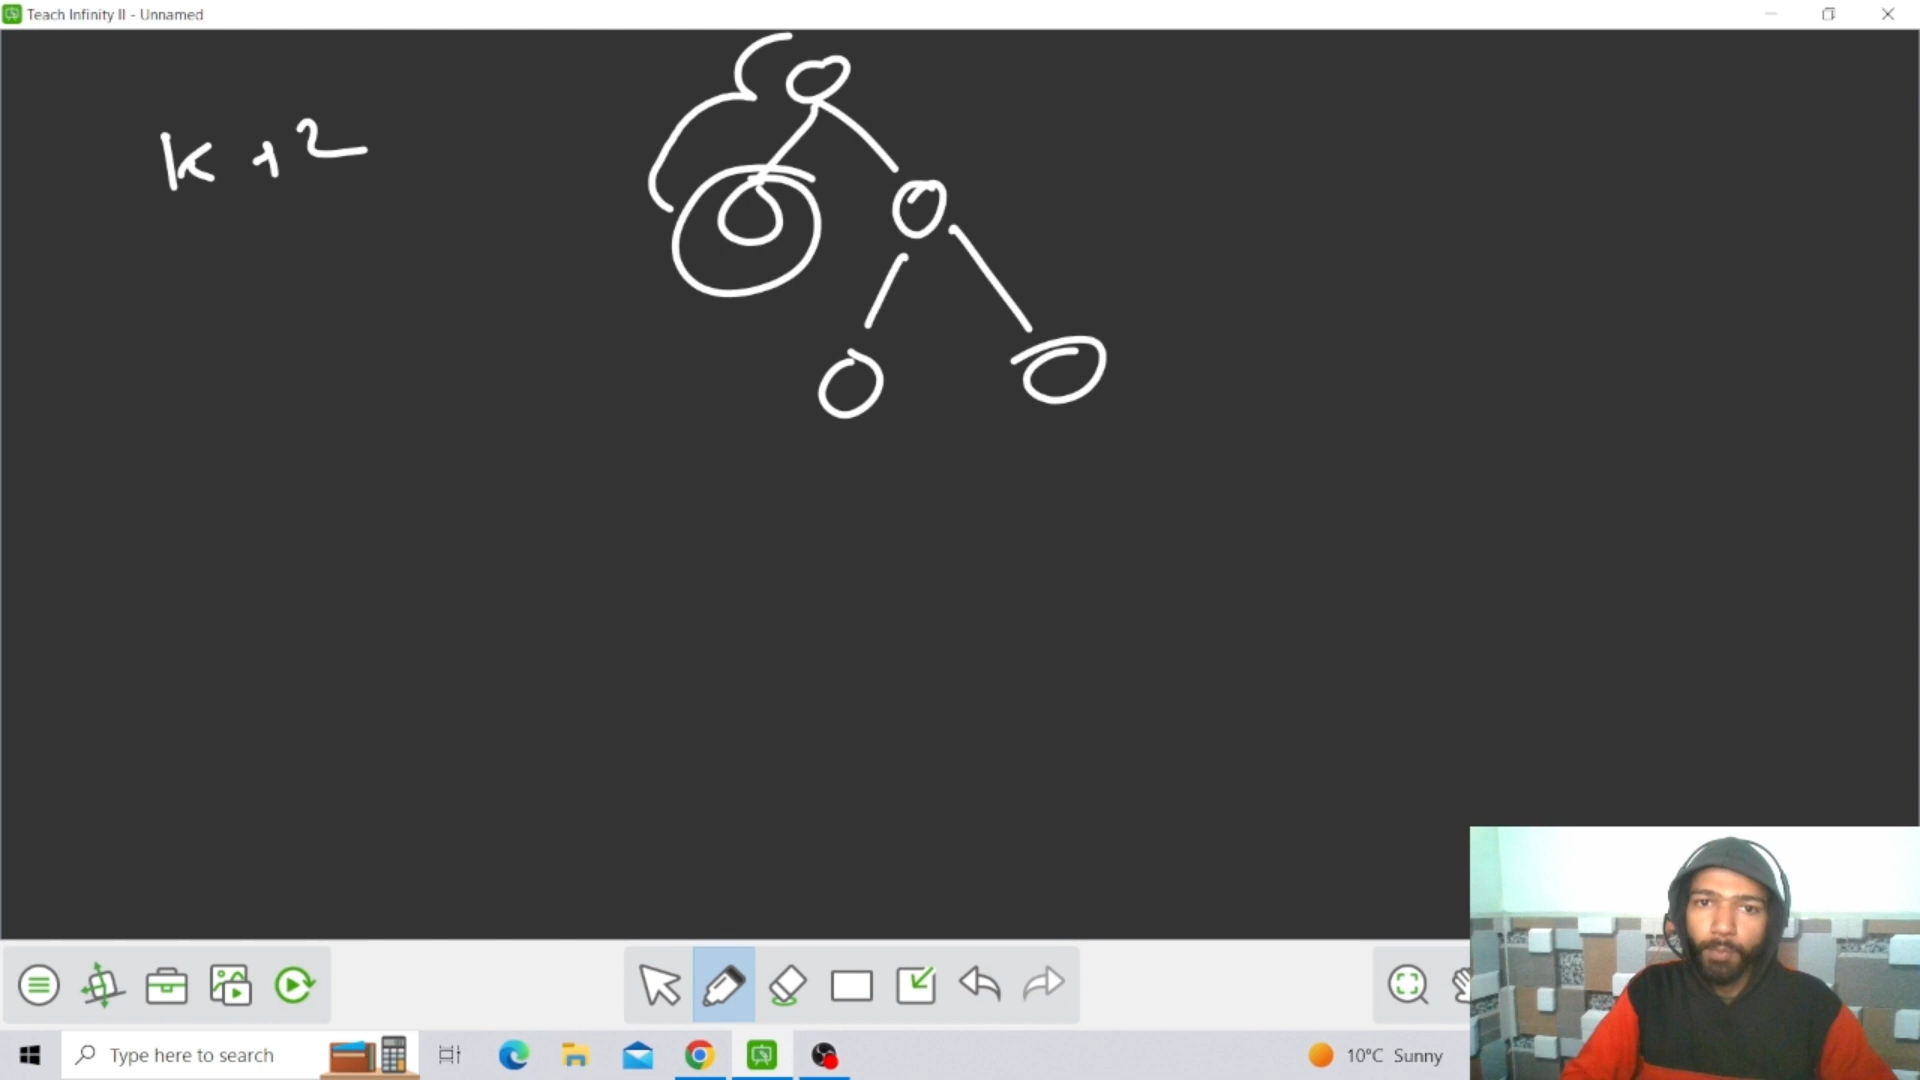 Teach Infinity II - Unnamed
K + 2
Type here to search
10°C Sunny